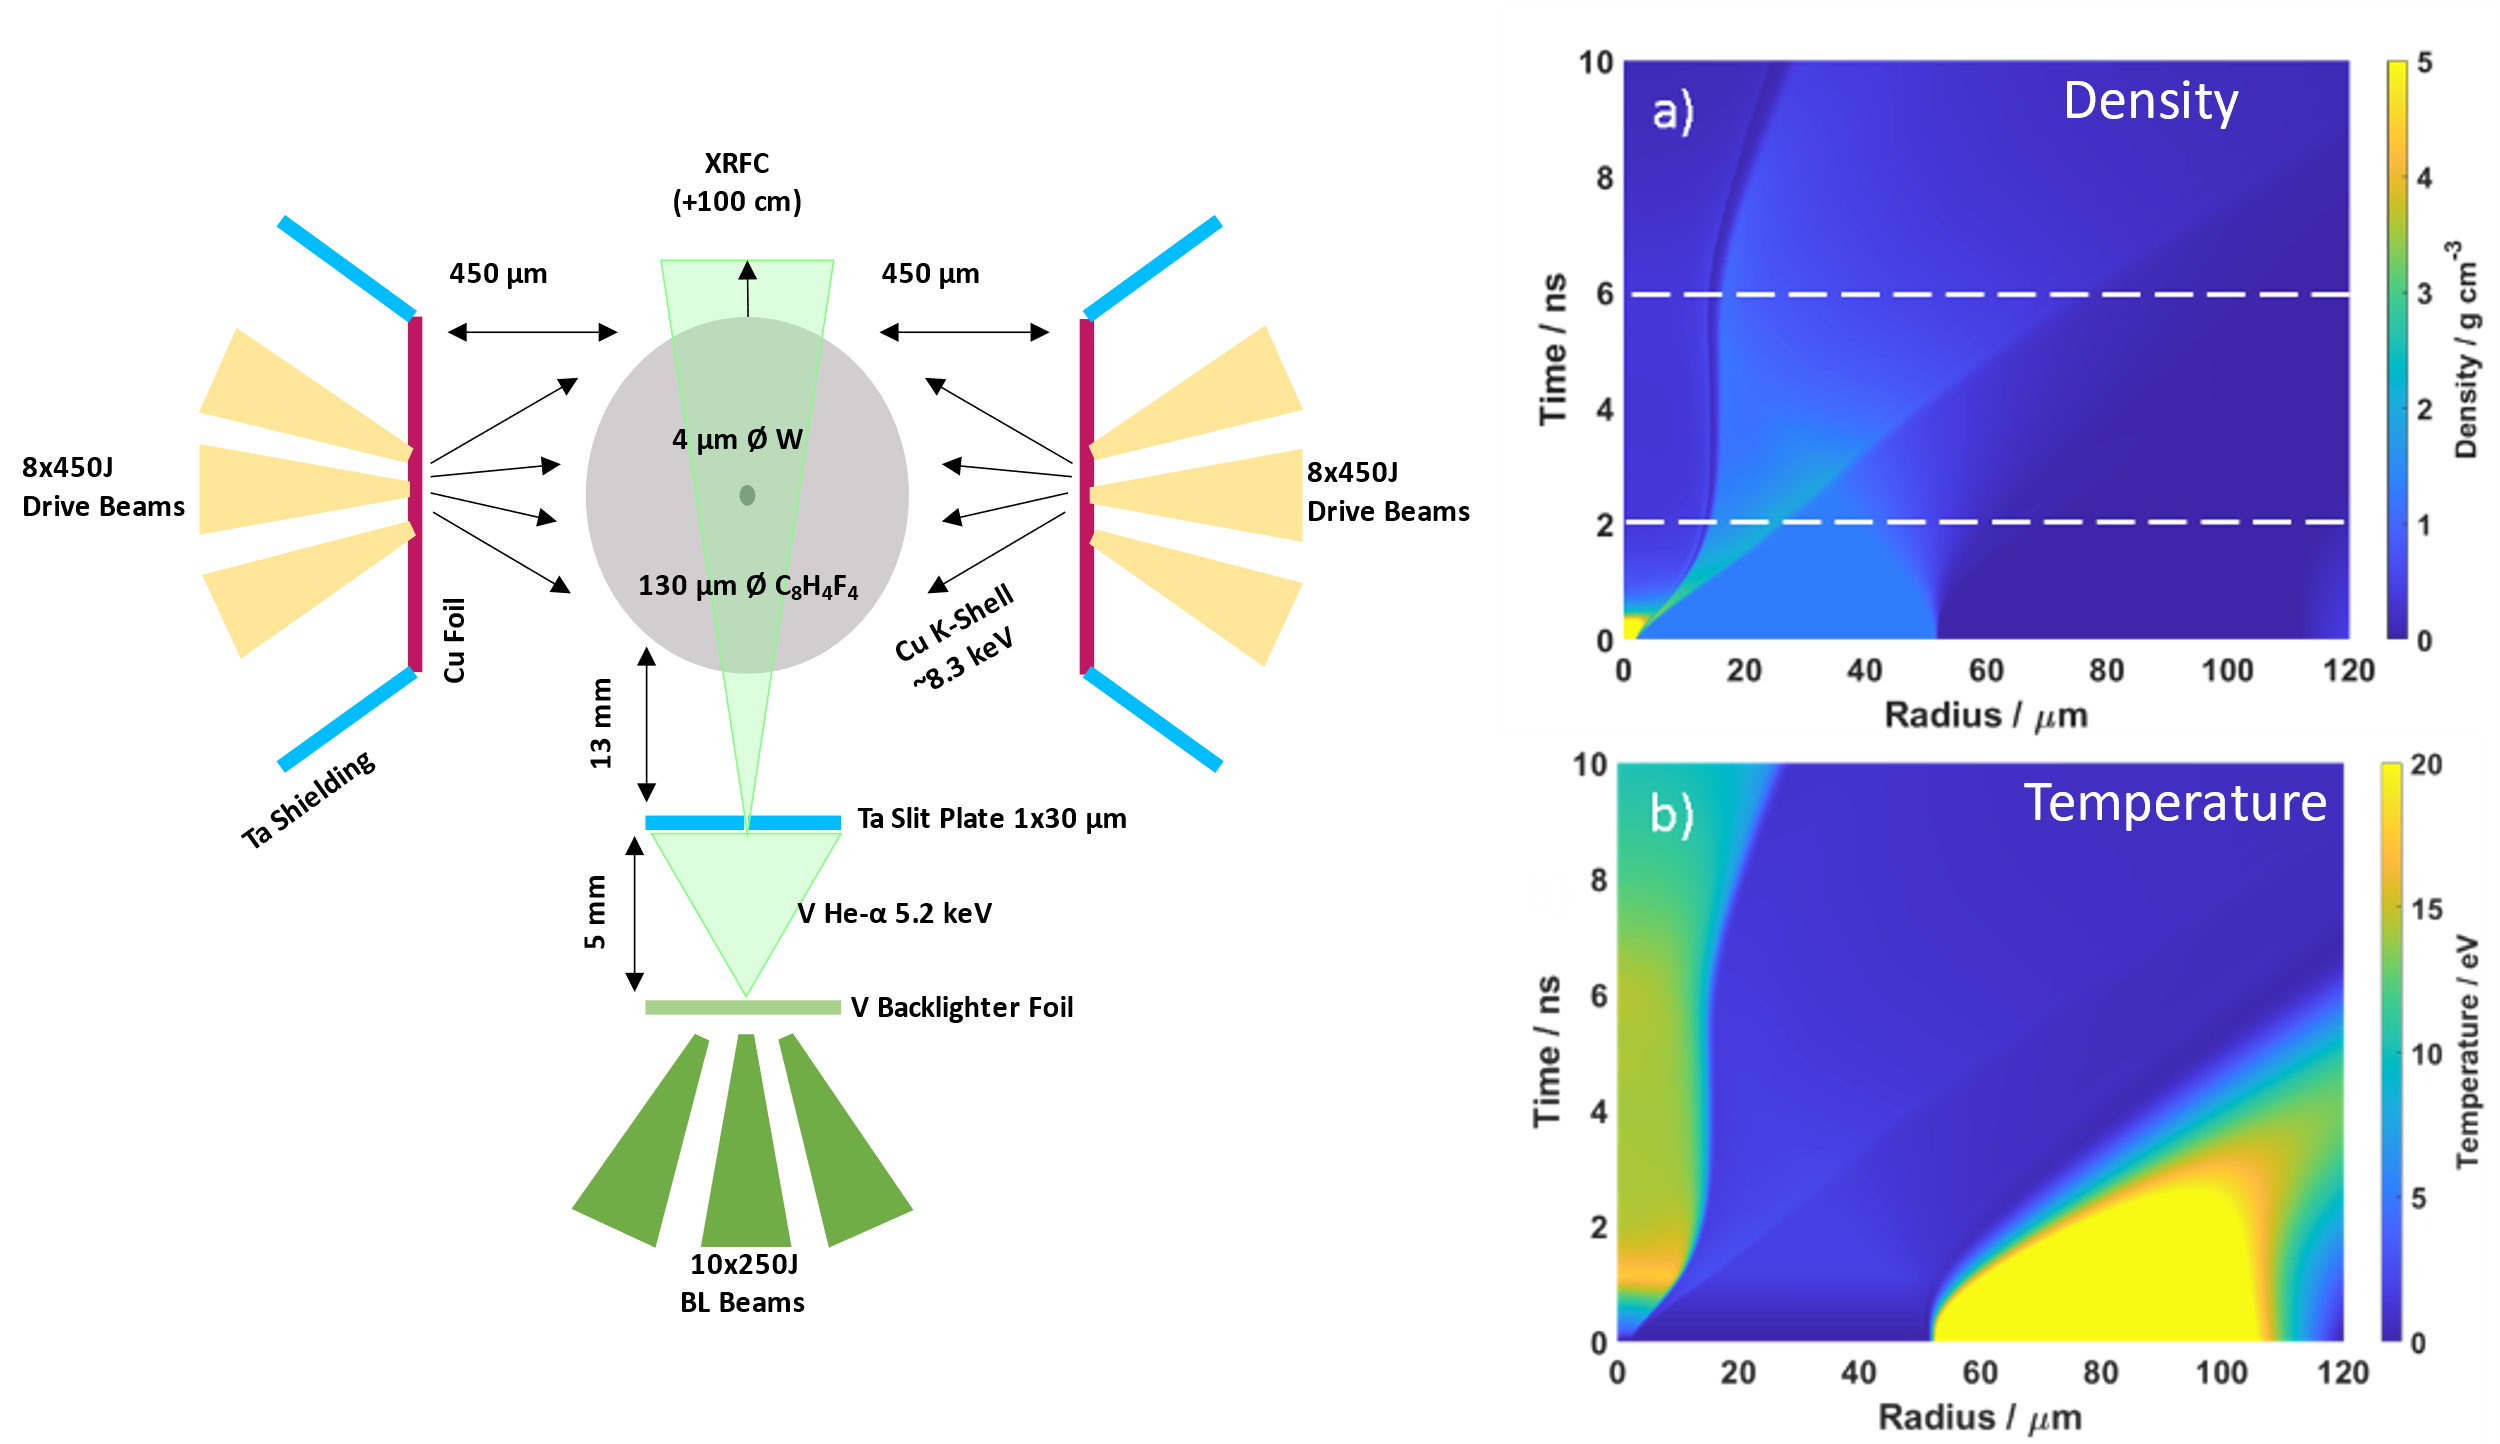 XRFC
(+100 cm)
450 µm
450 µm
4 µm Ø W
130 µm Ø C₈H₄F₄
8x450J
Drive Beams
8x450J
Drive Beams
Cu Foil
Cu K-Shell
~8.3 keV
Ta Shielding
13 mm
Ta Slit Plate 1x30 µm
5 mm
V He-α 5.2 keV
V Backlighter Foil
10x250J
BL Beams
a)
Density
10
8
6
4
2
0
Time / ns
0 20 40 60 80 100 120
Radius / µm
5
4
3
2
1
0
Density / g cm⁻³
b)
Temperature
10
8
6
4
2
0
Time / ns
0 20 40 60 80 100 120
Radius / µm
20
15
10
5
0
Temperature / eV